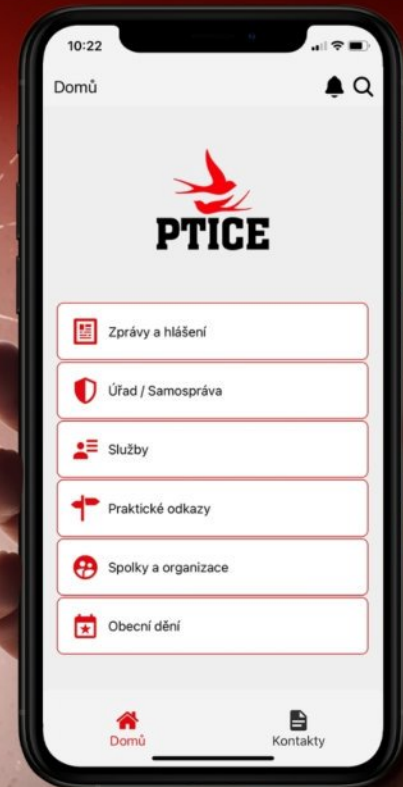 10:22
Domů
PTICE
Zprávy a hlášení
Úřad / Samospráva
Služby
Praktické odkazy
Spolky a organizace
Obecní dění
Domů
Kontakty